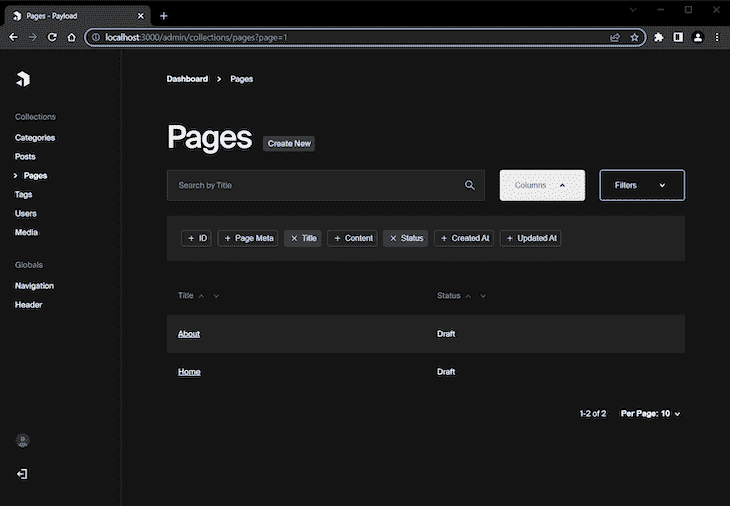 Pages - Payload
localhost:3000/admin/collections/pages?page=1
Dashboard > Pages
Collections
Categories
Posts
> Pages
Tags
Users
Media
Globals
Navigation
Header
Pages Create New
Search by Title Columns Filters
+ ID + Page Meta × Title + Content × Status + Created At + Updated At
Title Status
About Draft
Home Draft
1-2 of 2 Per Page: 10